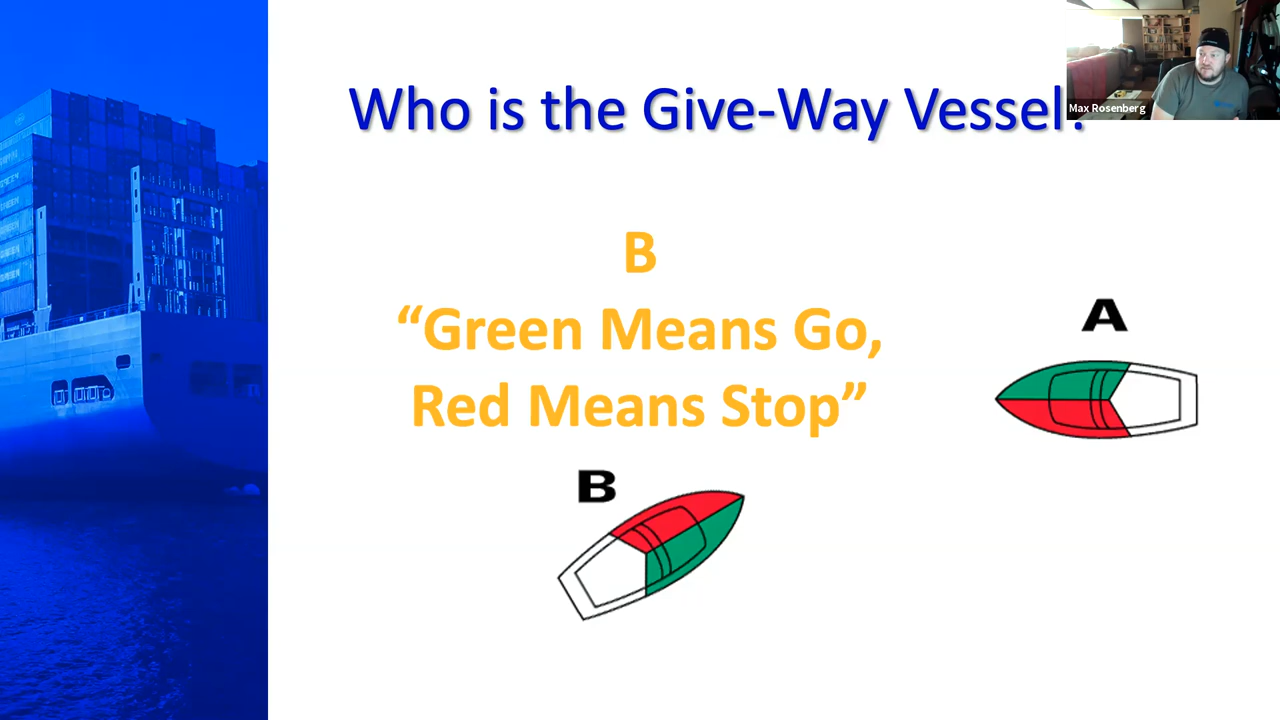 Max Rosenberg
Who is the Give-Way Vessel?
B
“Green Means Go,
Red Means Stop”
A
B